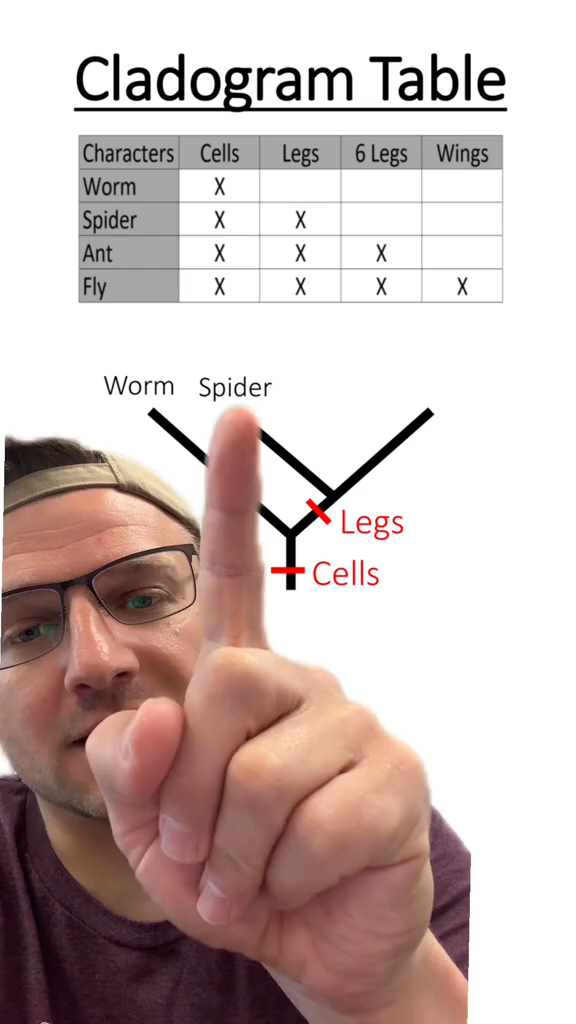 Cladogram Table
Characters Cells Legs 6 Legs Wings
Worm X
Spider X X
Ant X X X
Fly X X X X
Worm Spider
Legs
Cells